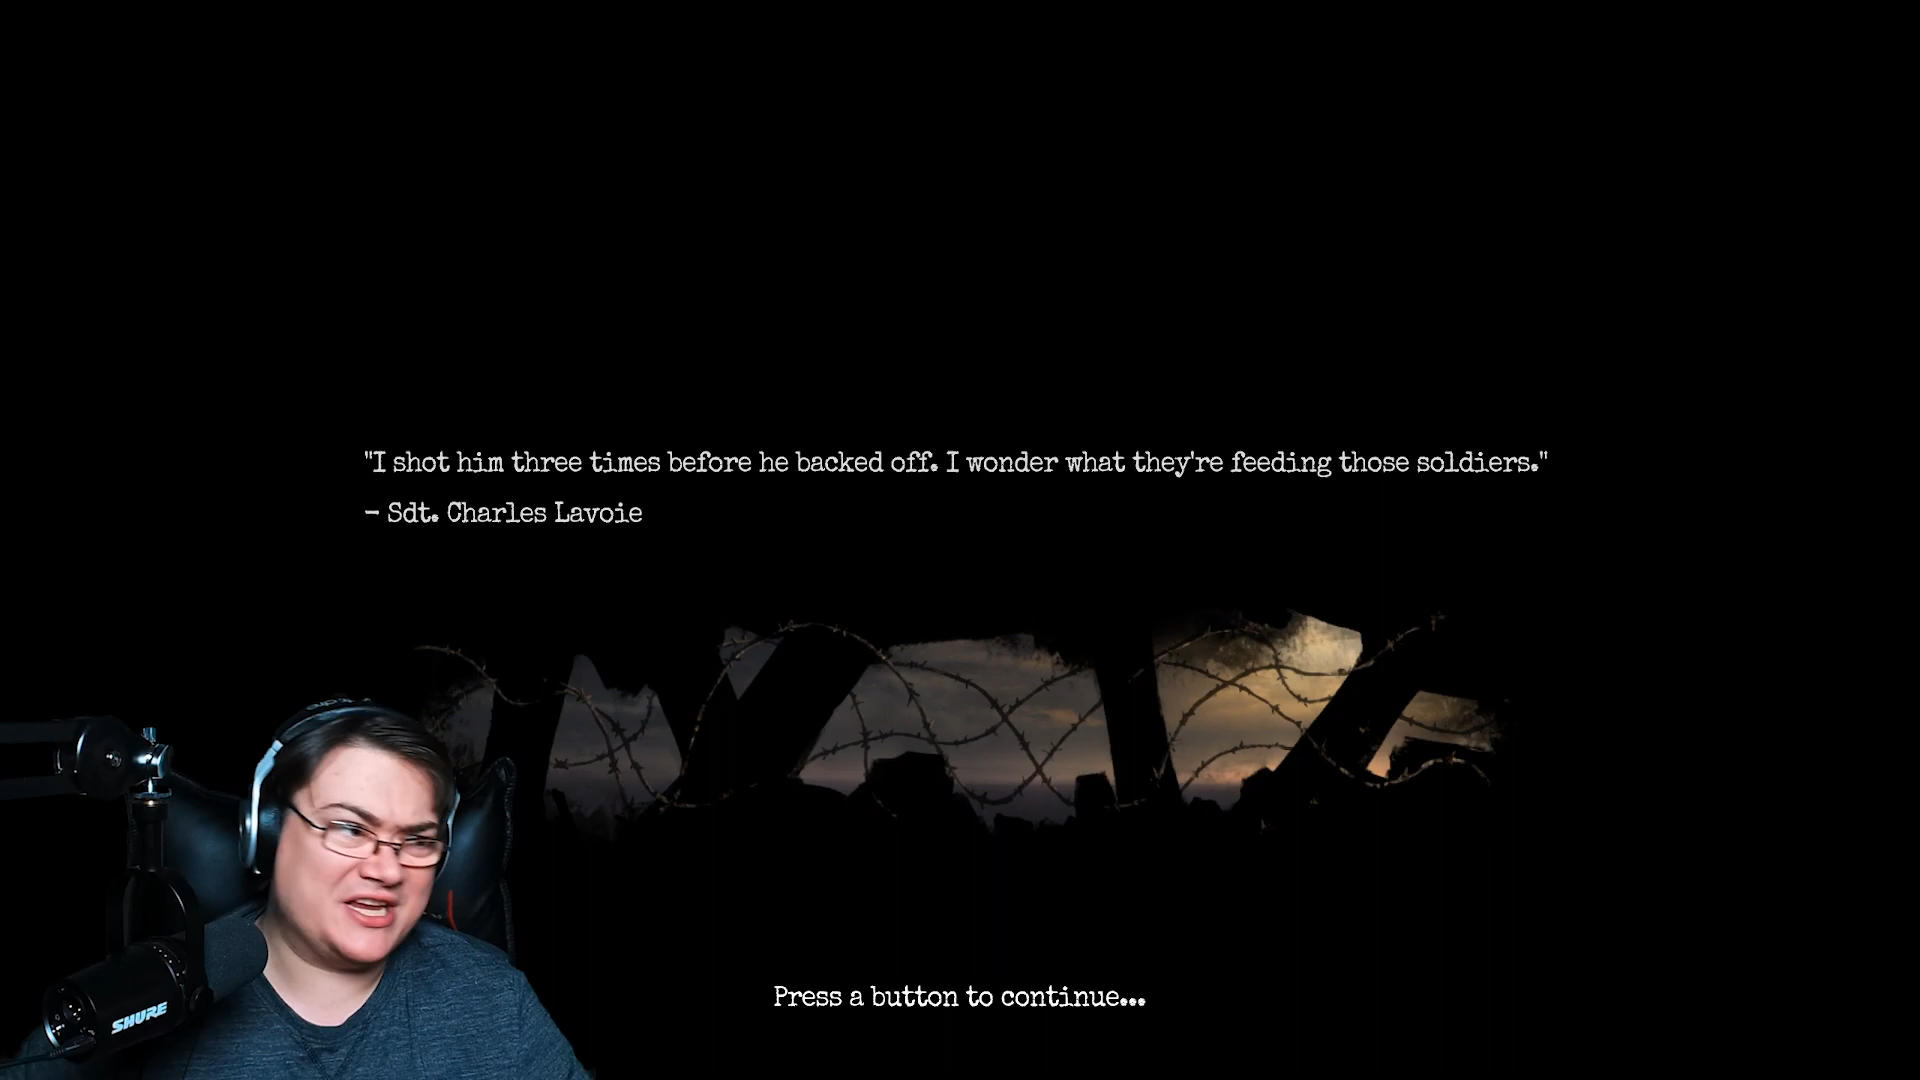 "I shot him three times before he backed off. I wonder what they're feeding those soldiers."
- Sdt. Charles Lavoie
SHURE
Press a button to continue...